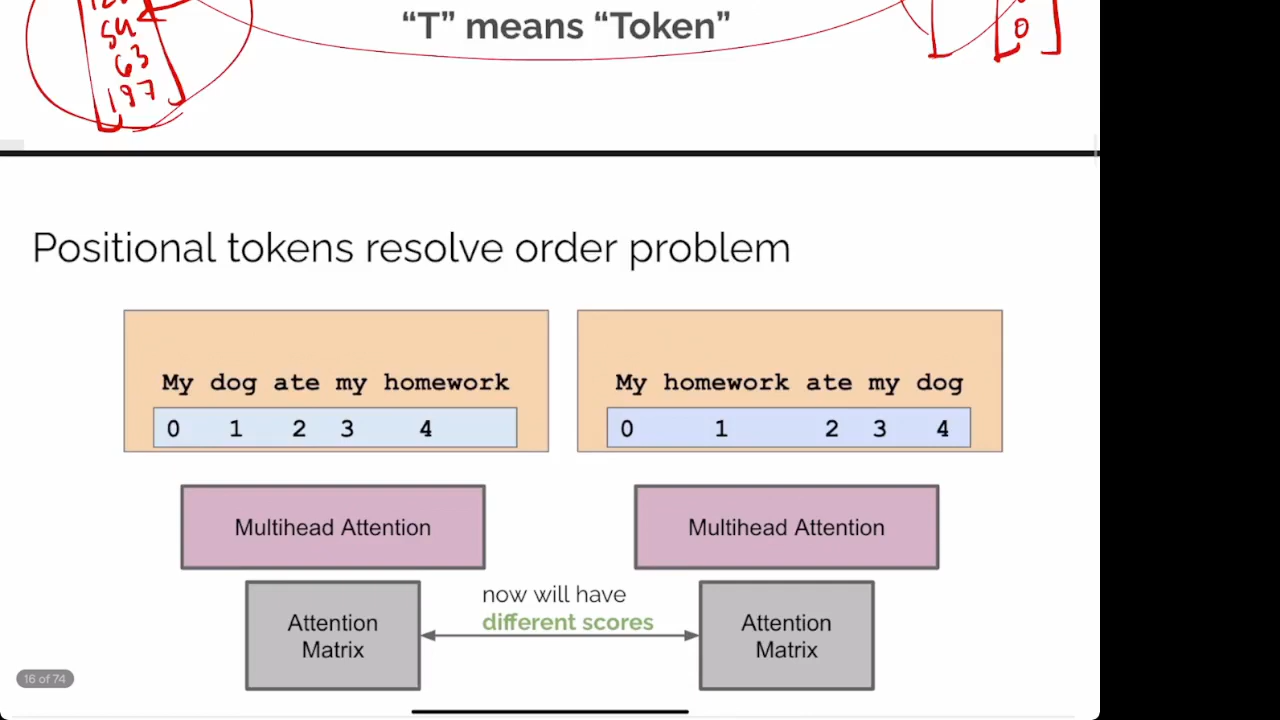 54
63
197
“T” means “Token”
0
Positional tokens resolve order problem
My dog ate my homework
0 1 2 3 4
My homework ate my dog
0 1 2 3 4
Multihead Attention
Multihead Attention
now will have
different scores
Attention
Matrix
Attention
Matrix
16 of 74